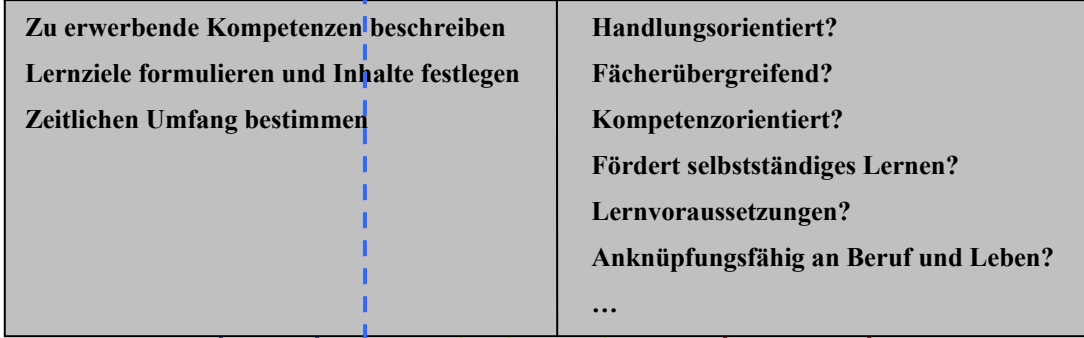 Zu erwerbende Kompetenzen beschreiben
Lernziele formulieren und Inhalte festlegen
Zeitlichen Umfang bestimmen
Handlungsorientiert?
Fächerübergreifend?
Kompetenzorientiert?
Fördert selbstständiges Lernen?
Lernvoraussetzungen?
Anknüpfungsfähig an Beruf und Leben?
…